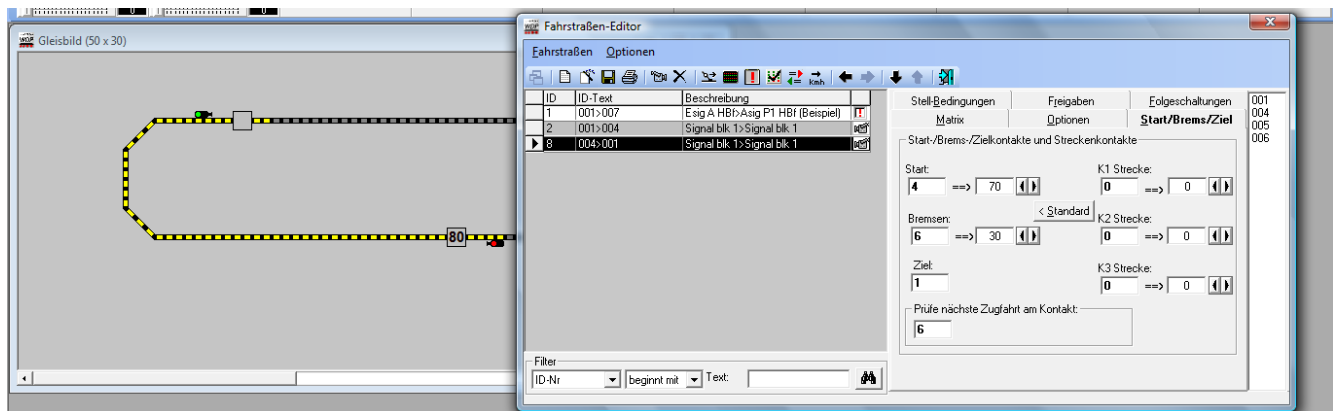 0 0
Gleisbild (50 x 30)
80
Fahrstraßen-Editor
Fahrstraßen Optionen
kmh
ID ID-Text Beschreibung
1 001>007 Esig A HBf>Asig P1 HBf (Beispiel)
2 001>004 Signal blk 1>Signal blk 1
8 004>001 Signal blk 1>Signal blk 1
Filter
ID-Nr beginnt mit Text:
Stell-Bedingungen Freigaben Folgeschaltungen
Matrix Optionen Start/Brems/Ziel
Start-/Brems-/Zielkontakte und Streckenkontakte
Start: K1 Strecke:
4 ==> 70 0 ==> 0
< Standard
Bremsen: K2 Strecke:
6 ==> 30 0 ==> 0
Ziel: K3 Strecke:
1 0 ==> 0
Prüfe nächste Zugfahrt am Kontakt:
6
001
004
005
006